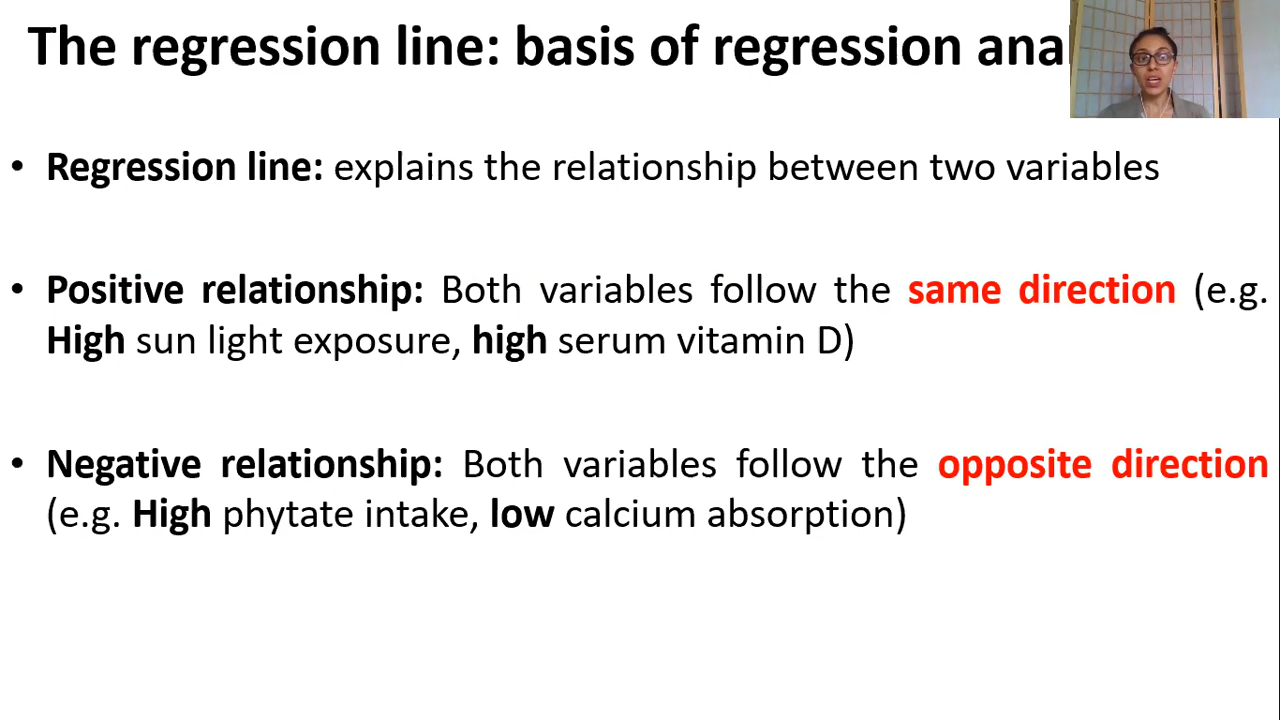 The regression line: basis of regression
• Regression line: explains the relationship between two variables
• Positive relationship: Both variables follow the same direction (e.g.
High sun light exposure, high serum vitamin D)
• Negative relationship: Both variables follow the opposite direction
(e.g. High phytate intake, low calcium absorption)